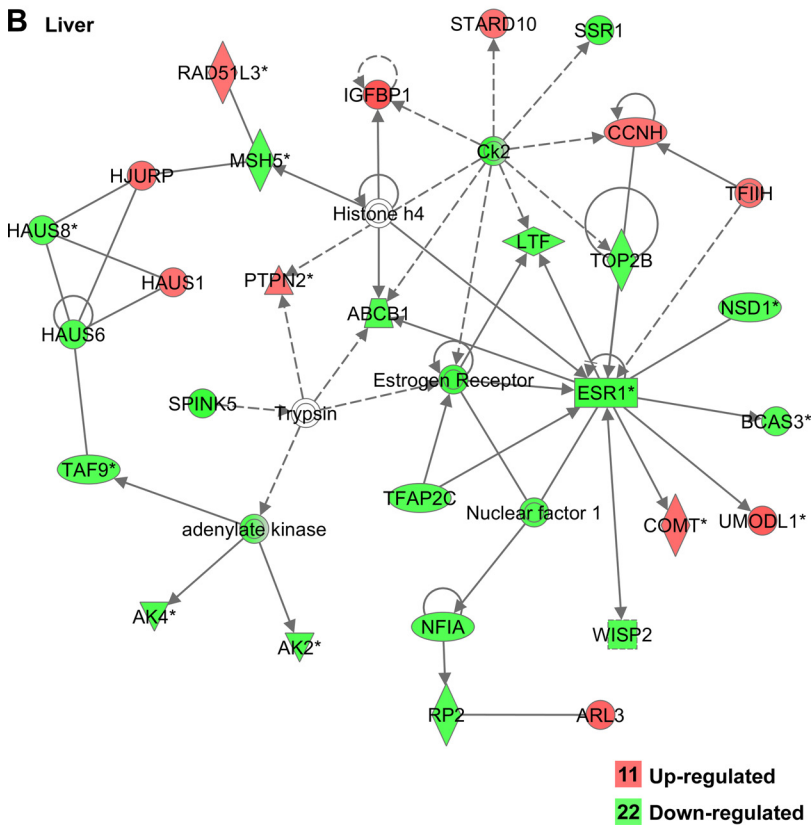 B Liver
STARD10
SSR1
RAD51L3*
IGFBP1
CCNH
Ck2
MSH5*
HJURP
TFIIH
Histone h4
HAUS8*
LTF
TOP2B
PTPN2*
HAUS1
NSD1*
ABCB1
HAUS6
Estrogen Receptor
ESR1*
SPINK5
Trypsin
BCAS3*
TAF9*
TFAP2C
Nuclear factor 1
COMT*
UMODL1*
adenylate kinase
AK4*
NFIA
WISP2
AK2*
RP2
ARL3
11 Up-regulated
22 Down-regulated